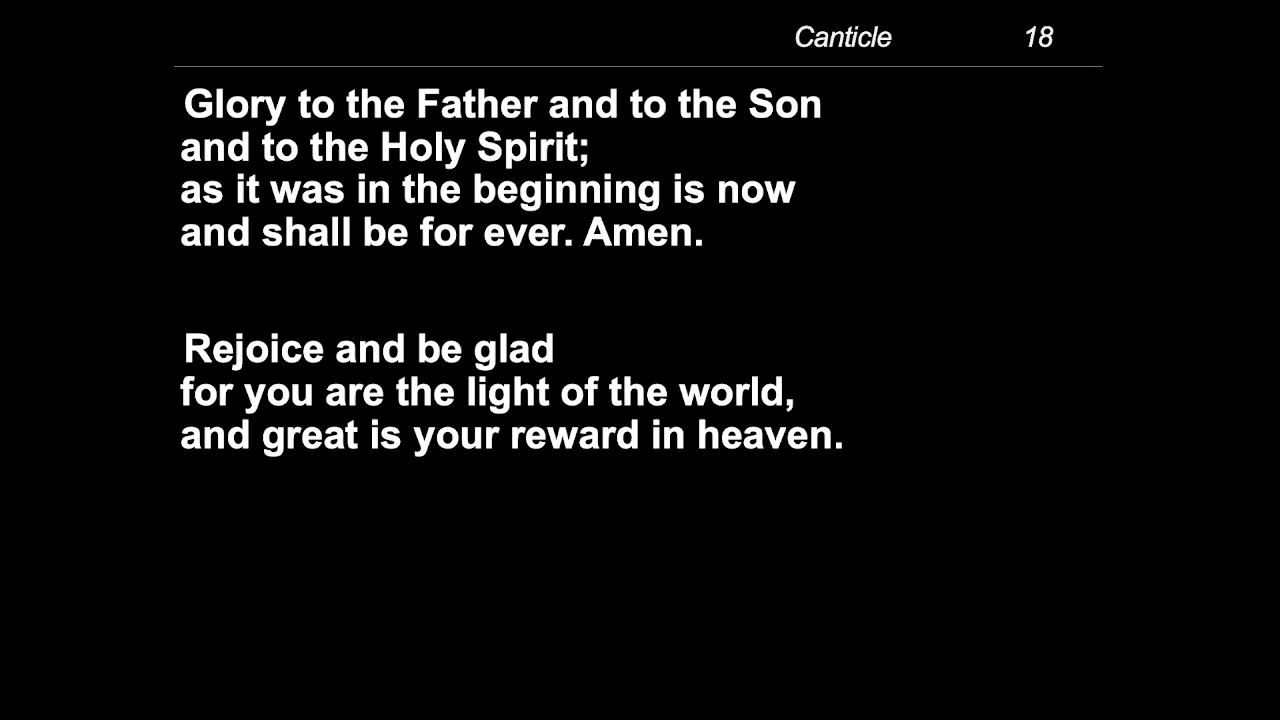 Canticle 18
Glory to the Father and to the Son
and to the Holy Spirit;
as it was in the beginning is now
and shall be for ever. Amen.
Rejoice and be glad
for you are the light of the world,
and great is your reward in heaven.